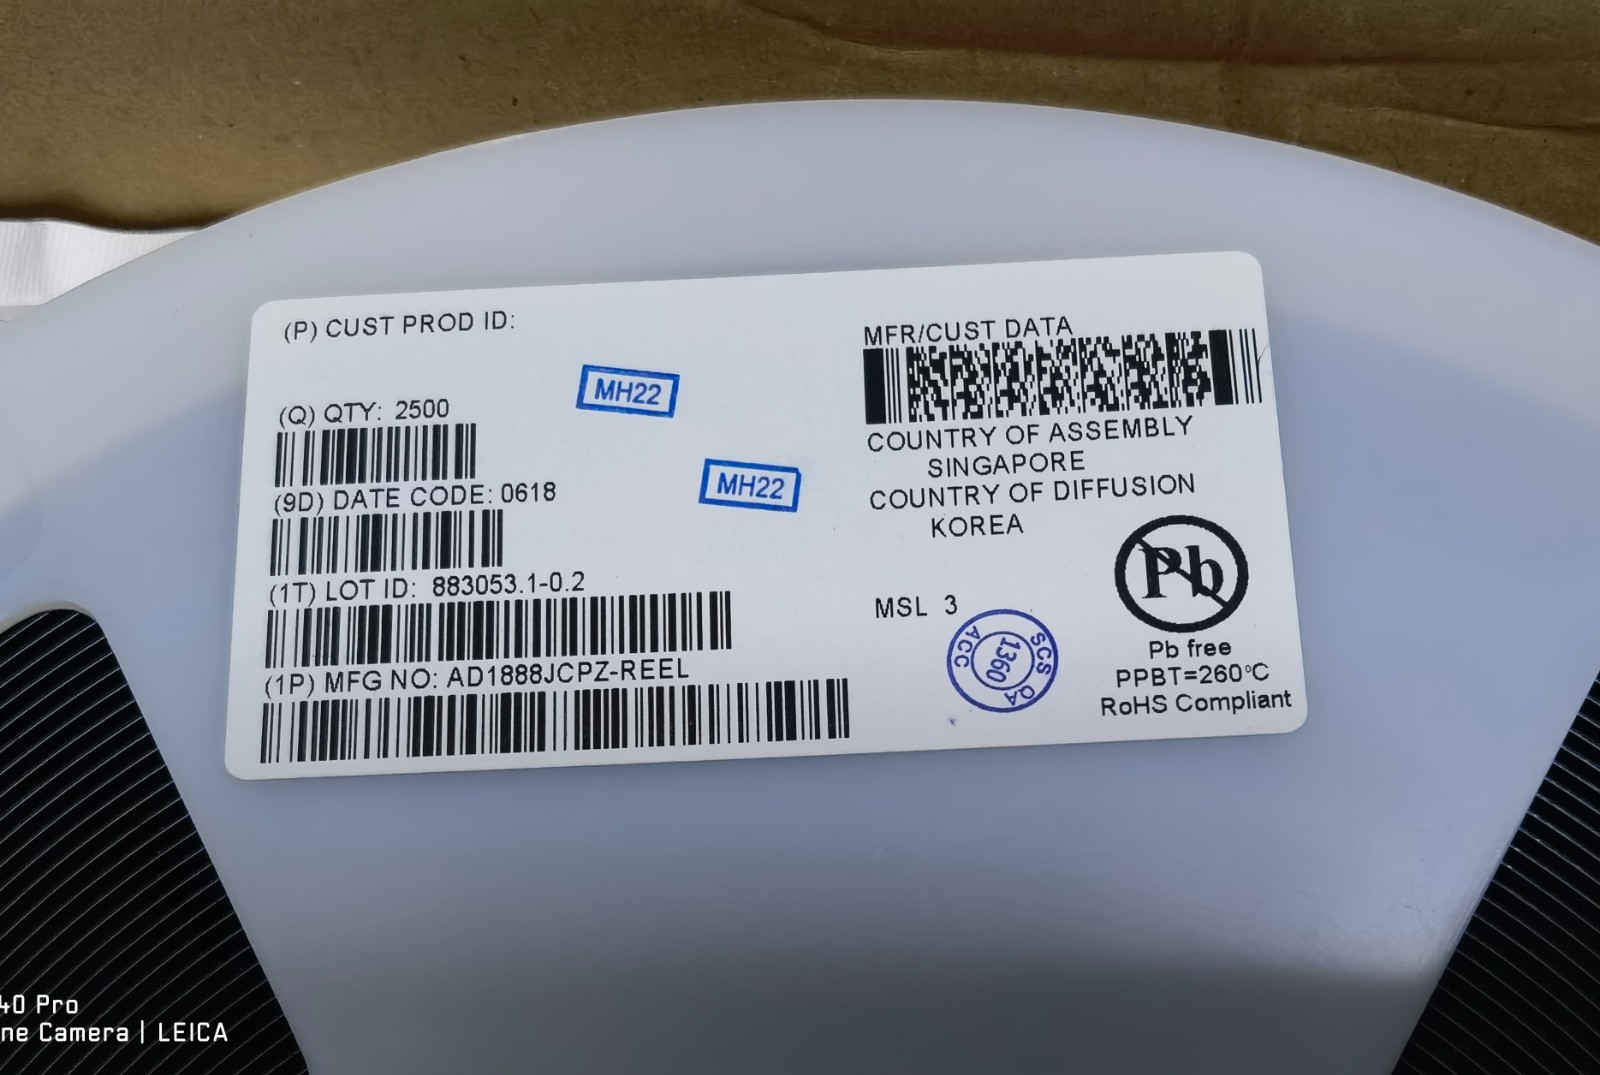 (P) CUST PROD ID:
MH22
(Q) QTY: 2500
MH22
(9D) DATE CODE: 0618
(1T) LOT ID: 883053.1-0.2
(1P) MFG NO: AD1888JCPZ-REEL
MFR/CUST DATA
COUNTRY OF ASSEMBLY
SINGAPORE
COUNTRY OF DIFFUSION
KOREA
MSL 3
SCS QA
1360
ACC
Pb
Pb free
PPBT=260°C
RoHS Compliant
40 Pro
ne Camera | LEICA